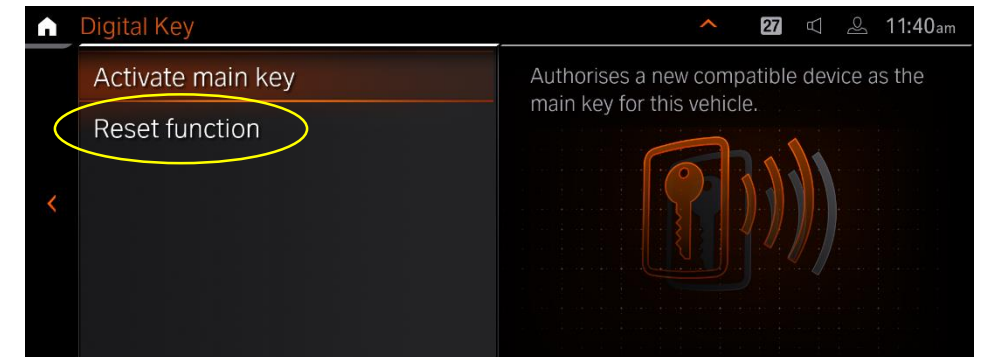 Digital Key
27
11:40am
Activate main key
Reset function
Authorises a new compatible device as the
main key for this vehicle.